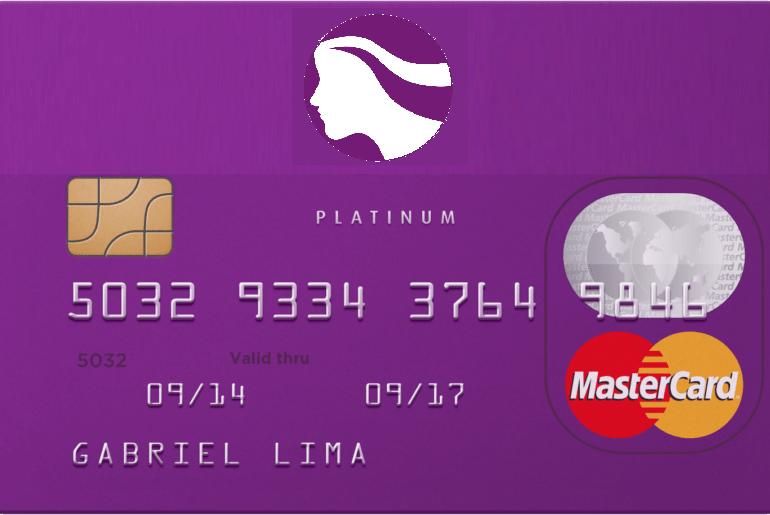 PLATINUM
5032 9334 3764 9846
5032 Valid thru
09/14 09/17
MasterCard
GABRIEL LIMA